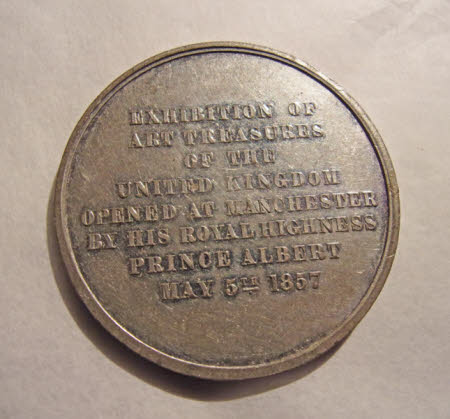 EXHIBITION OF
ART TREASURES
OF THE
UNITED KINGDOM
OPENED AT MANCHESTER
BY HIS ROYAL HIGHNESS
PRINCE ALBERT
MAY 5TH 1857